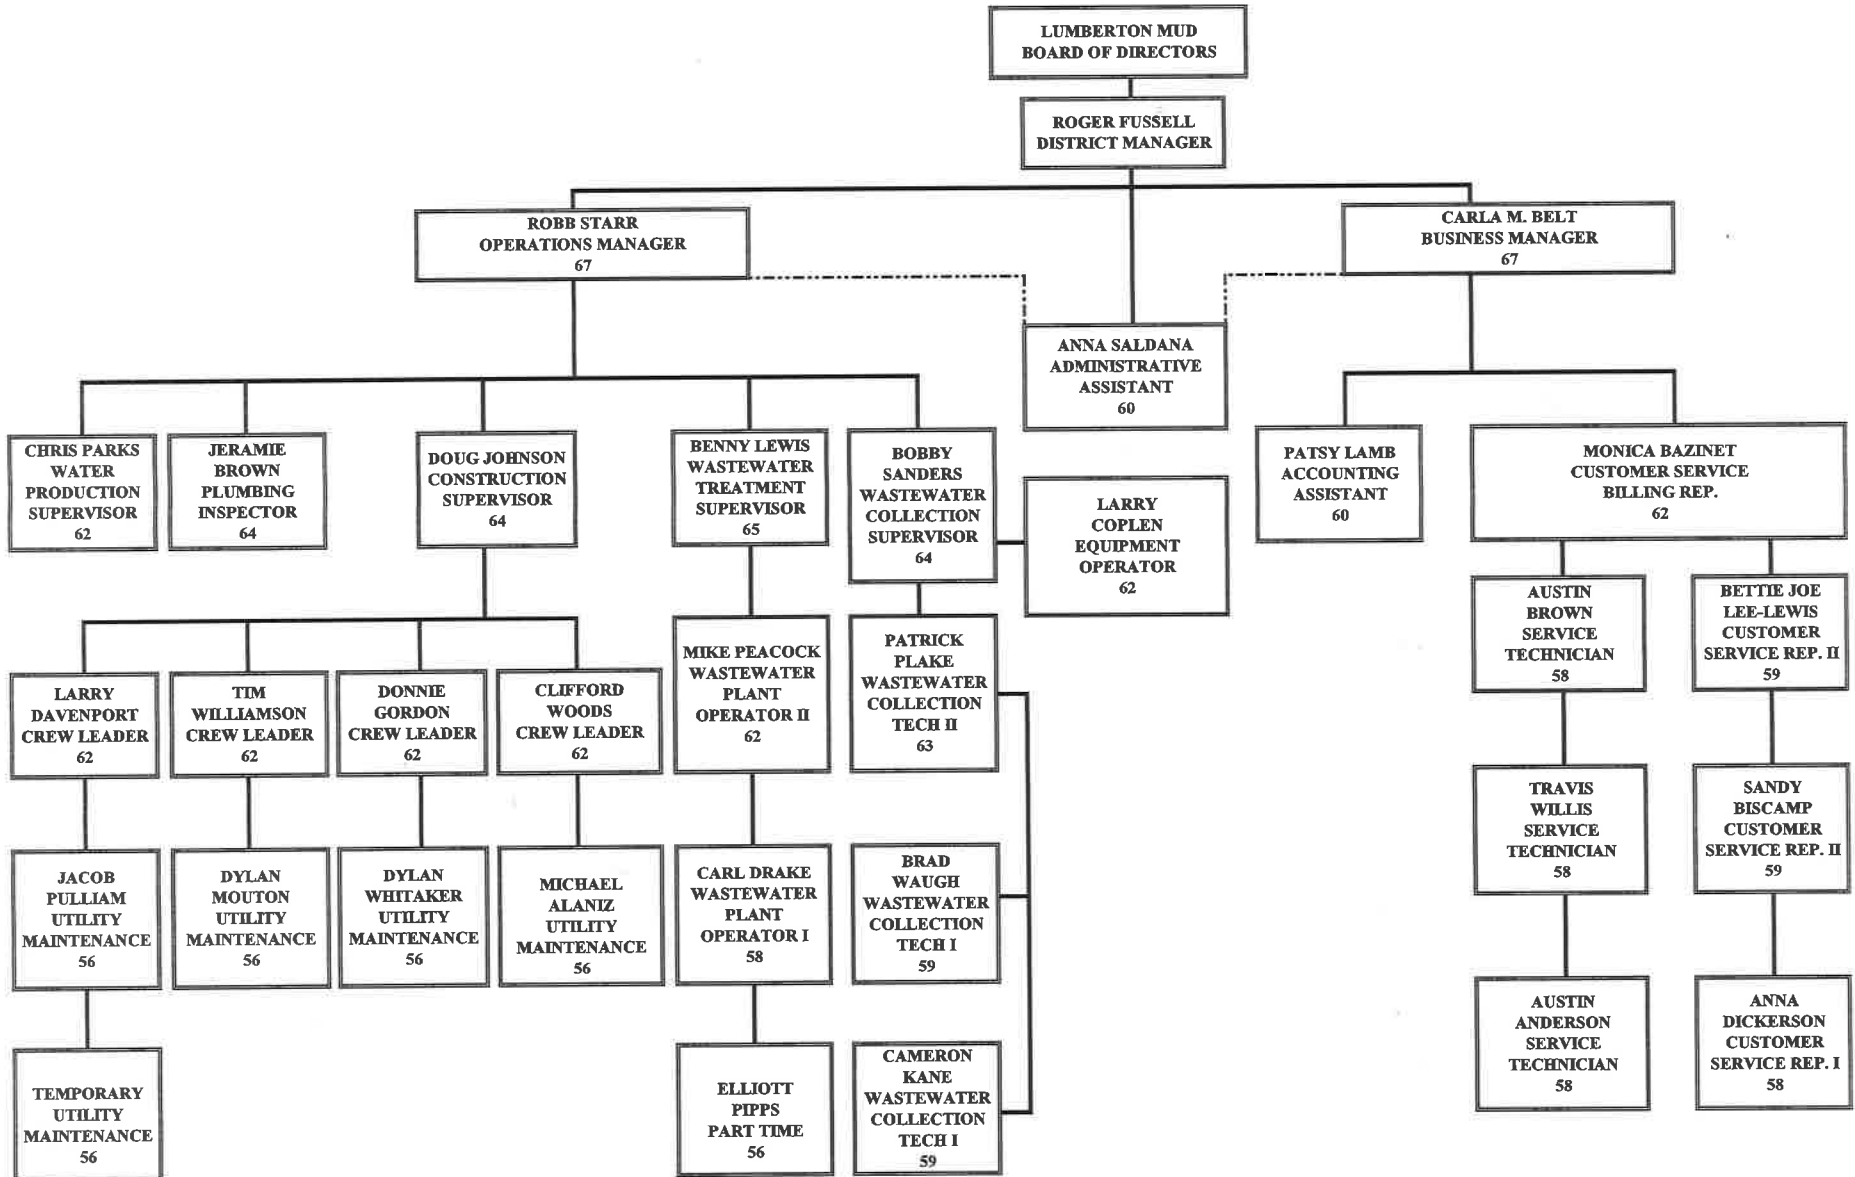 LUMBERTON MUD
BOARD OF DIRECTORS
ROGER FUSSELL
DISTRICT MANAGER
ROBB STARR
OPERATIONS MANAGER
67
CARLA M. BELT
BUSINESS MANAGER
67
ANNA SALDANA
ADMINISTRATIVE
ASSISTANT
60
CHRIS PARKS
WATER
PRODUCTION
SUPERVISOR
62
JERAMIE
BROWN
PLUMBING
INSPECTOR
64
DOUG JOHNSON
CONSTRUCTION
SUPERVISOR
64
BENNY LEWIS
WASTEWATER
TREATMENT
SUPERVISOR
65
BOBBY
SANDERS
WASTEWATER
COLLECTION
SUPERVISOR
64
LARRY
COPLEN
EQUIPMENT
OPERATOR
62
PATSY LAMB
ACCOUNTING
ASSISTANT
60
MONICA BAZINET
CUSTOMER SERVICE
BILLING REP.
62
LARRY
DAVENPORT
CREW LEADER
62
TIM
WILLIAMSON
CREW LEADER
62
DONNIE
GORDON
CREW LEADER
62
CLIFFORD
WOODS
CREW LEADER
62
MIKE PEACOCK
WASTEWATER
PLANT
OPERATOR II
62
PATRICK
PLAKE
WASTEWATER
COLLECTION
TECH II
63
AUSTIN
BROWN
SERVICE
TECHNICIAN
58
BETTIE JOE
LEE-LEWIS
CUSTOMER
SERVICE REP. II
59
JACOB
PULLIAM
UTILITY
MAINTENANCE
56
DYLAN
MOUTON
UTILITY
MAINTENANCE
56
DYLAN
WHITAKER
UTILITY
MAINTENANCE
56
MICHAEL
ALANIZ
UTILITY
MAINTENANCE
56
CARL DRAKE
WASTEWATER
PLANT
OPERATOR I
58
BRAD
WAUGH
WASTEWATER
COLLECTION
TECH I
59
TRAVIS
WILLIS
SERVICE
TECHNICIAN
58
SANDY
BISCAMP
CUSTOMER
SERVICE REP. II
59
TEMPORARY
UTILITY
MAINTENANCE
56
ELLIOTT
PIPPS
PART TIME
56
CAMERON
KANE
WASTEWATER
COLLECTION
TECH I
59
AUSTIN
ANDERSON
SERVICE
TECHNICIAN
58
ANNA
DICKERSON
CUSTOMER
SERVICE REP. I
58